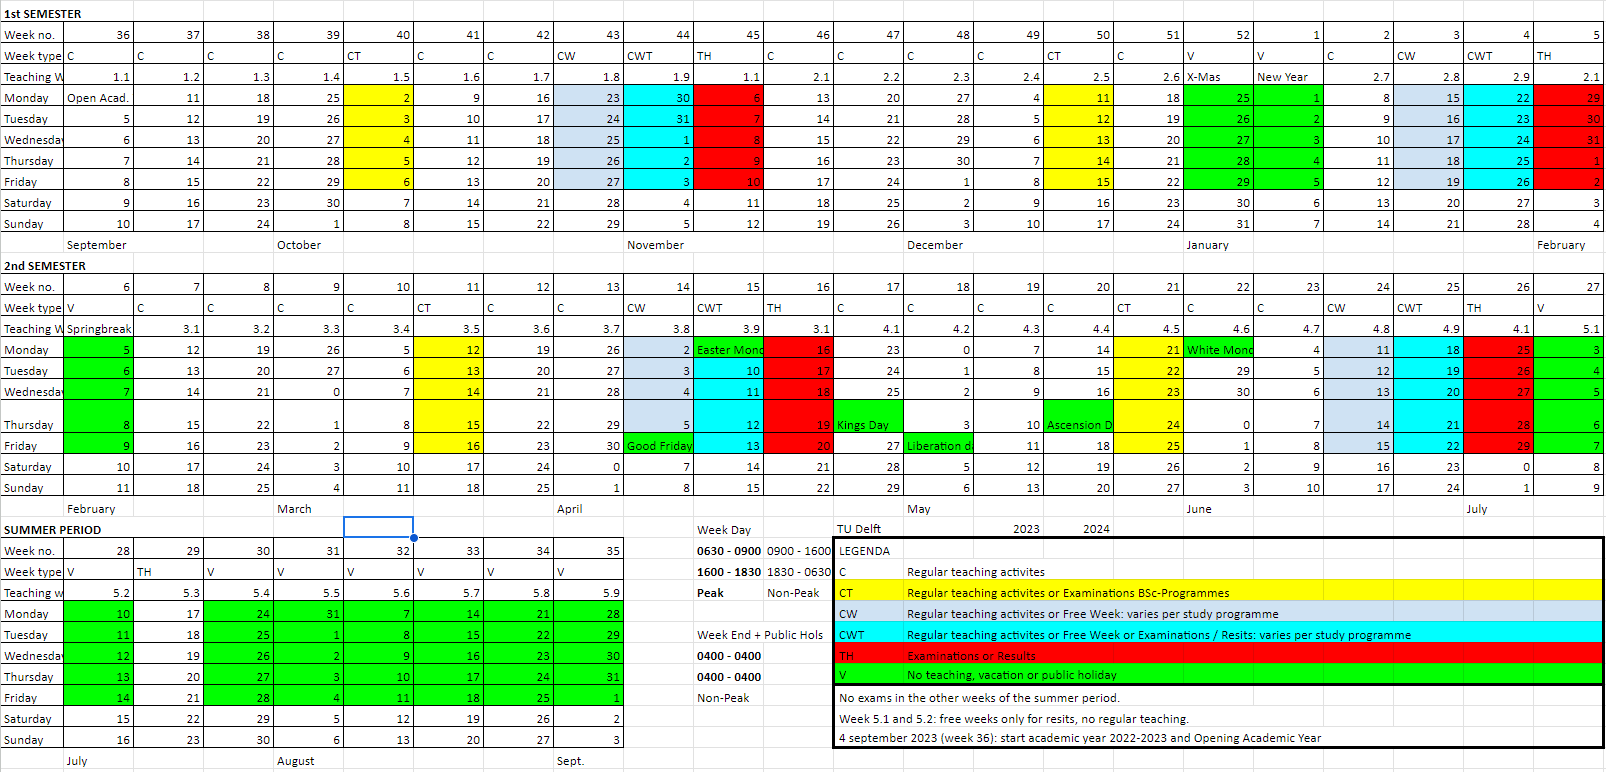 1st SEMESTER
Week no. 36 37 38 39 40 41 42 43 44 45 46 47 48 49 50 51 52 1 2 3 4 5
Week type C C C C CT C C CW CWT TH C C C C CT C V V C CW CWT TH
Teaching W 1.1 1.2 1.3 1.4 1.5 1.6 1.7 1.8 1.9 1.1 2.1 2.2 2.3 2.4 2.5 2.6 X-Mas New Year 2.7 2.8 2.9 2.1
Monday Open Acad. 11 18 25 2 9 16 23 30 6 13 20 27 4 11 18 25 1 8 15 22 29
Tuesday 5 12 19 26 3 10 17 24 31 7 14 21 28 5 12 19 26 2 9 16 23 30
Wednesda 6 13 20 27 4 11 18 25 1 8 15 22 29 6 13 20 27 3 10 17 24 31
Thursday 7 14 21 28 5 12 19 26 2 9 16 23 30 7 14 21 28 4 11 18 25 1
Friday 8 15 22 29 6 13 20 27 3 10 17 24 1 8 15 22 29 5 12 19 26 2
Saturday 9 16 23 30 7 14 21 28 4 11 18 25 2 9 16 23 30 6 13 20 27 3
Sunday 10 17 24 1 8 15 22 29 5 12 19 26 3 10 17 24 31 7 14 21 28 4
September October November December January February
2nd SEMESTER
Week no. 6 7 8 9 10 11 12 13 14 15 16 17 18 19 20 21 22 23 24 25 26 27
Week type V C C C C CT C C CW CWT TH C C C C CT C C CW CWT TH V
Teaching W Springbreak 3.1 3.2 3.3 3.4 3.5 3.6 3.7 3.8 3.9 3.1 4.1 4.2 4.3 4.4 4.5 4.6 4.7 4.8 4.9 4.1 5.1
Monday 5 12 19 26 5 12 19 26 2 Easter Mond 16 23 0 7 14 21 White Mond 4 11 18 25 3
Tuesday 6 13 20 27 6 13 20 27 3 10 17 24 1 8 15 22 29 5 12 19 26 4
Wednesda 7 14 21 0 7 14 21 28 4 11 18 25 2 9 16 23 30 6 13 20 27 5
Thursday 8 15 22 1 8 15 22 29 5 12 19 Kings Day 3 10 Ascension D 24 0 7 14 21 28 6
Friday 9 16 23 2 9 16 23 30 Good Friday 13 20 27 Liberation da 11 18 25 1 8 15 22 29 7
Saturday 10 17 24 3 10 17 24 0 7 14 21 28 5 12 19 26 2 9 16 23 0 8
Sunday 11 18 25 4 11 18 25 1 8 15 22 29 6 13 20 27 3 10 17 24 1 9
February March April May June July
SUMMER PERIOD Week Day TU Delft 2023 2024
Week no. 28 29 30 31 32 33 34 35 0630 - 0900 0900 - 1600 LEGENDA
Week type V TH V V V V V V 1600 - 1830 1830 - 0630 C Regular teaching activites
Teaching w 5.2 5.3 5.4 5.5 5.6 5.7 5.8 5.9 Peak Non-Peak CT Regular teaching activites or Examinations BSc-Programmes
Monday 10 17 24 31 7 14 21 28 CW Regular teaching activites or Free Week: varies per study programme
Tuesday 11 18 25 1 8 15 22 29 Week End + Public Hols CWT Regular teaching activites or Free Week or Examinations / Resits: varies per study programme
Wednesda 12 19 26 2 9 16 23 30 0400 - 0400 TH Examinations or Results
Thursday 13 20 27 3 10 17 24 31 0400 - 0400 V No teaching, vacation or public holiday
Friday 14 21 28 4 11 18 25 1 Non-Peak No exams in the other weeks of the summer period.
Saturday 15 22 29 5 12 19 26 2 Week 5.1 and 5.2: free weeks only for resits, no regular teaching.
Sunday 16 23 30 6 13 20 27 3 4 september 2023 (week 36): start academic year 2022-2023 and Opening Academic Year
July August Sept.